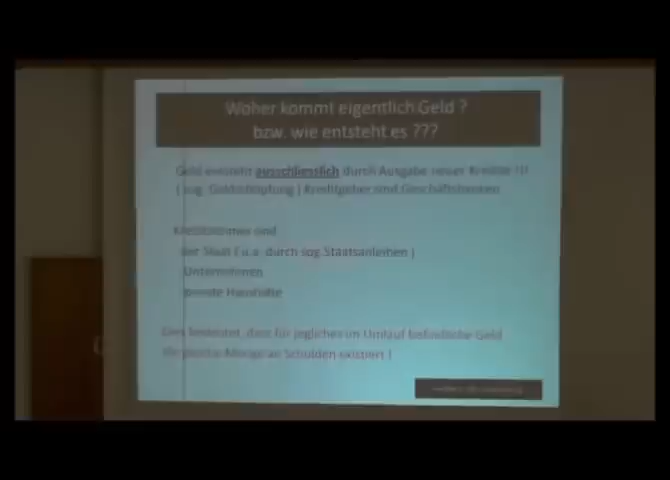 Woher kommt eigentlich Geld ?
bzw. wie entsteht es ???
Geld entsteht ausschliesslich durch Ausgabe neuer Kredite !!!
( sog. Geldschöpfung ) Kreditgeber sind Geschäftsbanken
Kreditnehmer sind
der Staat ( u.a. durch sog Staatsanleihen )
Unternehmen
private Haushalte
Dies bedeutet, dass für jegliches im Umlauf befindliche Geld
die gleiche Menge an Schulden existiert !